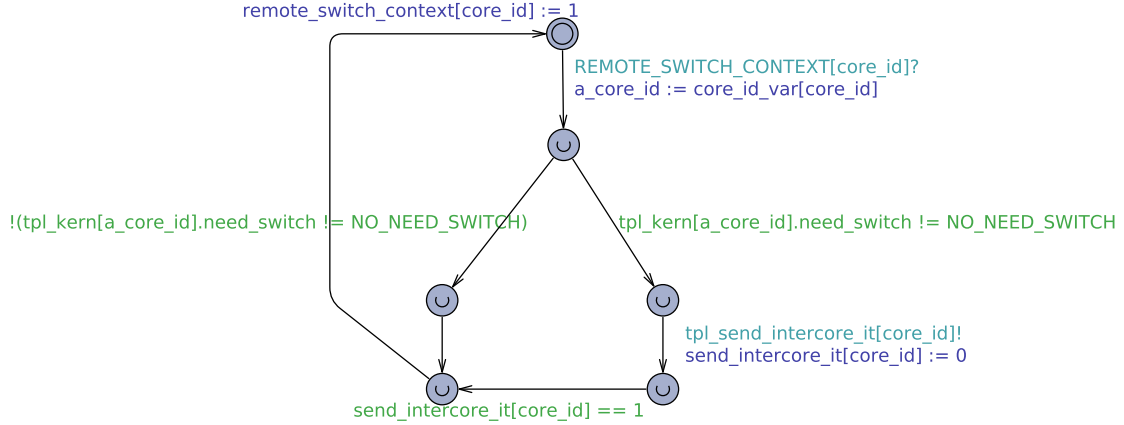 remote_switch_context[core_id] := 1
REMOTE_SWITCH_CONTEXT[core_id]?
a_core_id := core_id_var[core_id]
!(tpl_kern[a_core_id].need_switch != NO_NEED_SWITCH)
tpl_kern[a_core_id].need_switch != NO_NEED_SWITCH
tpl_send_intercore_it[core_id]!
send_intercore_it[core_id] := 0
send_intercore_it[core_id] == 1